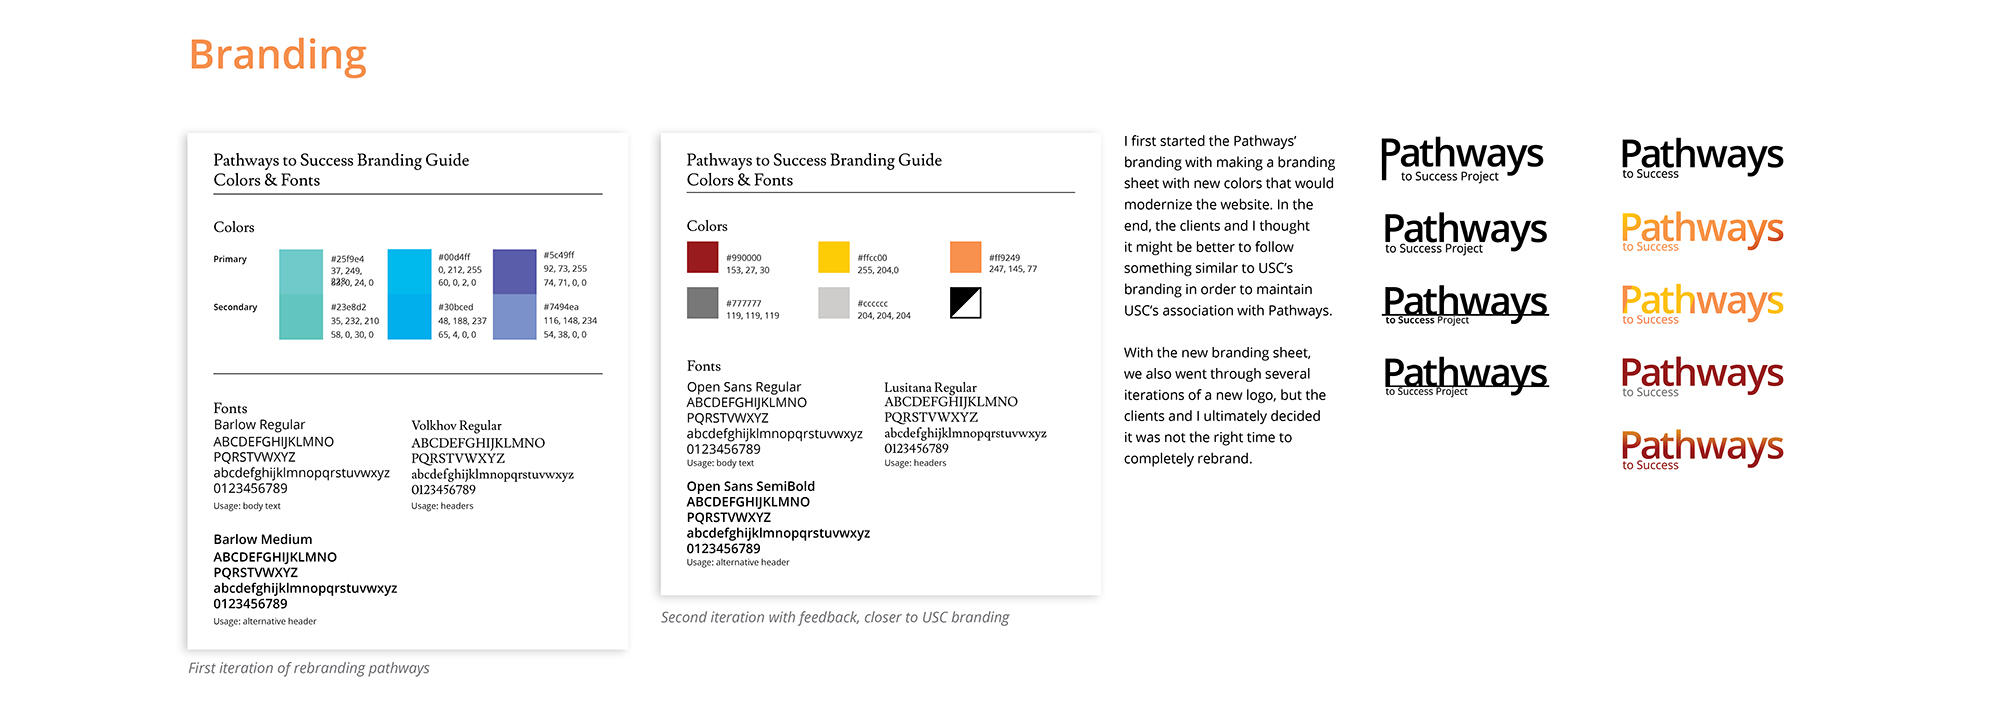 Branding
Pathways to Success Branding Guide
Colors & Fonts
Colors
Primary
#25f9e4
37, 249,
83, 0, 24, 0
#00d4ff
0, 212, 255
60, 0, 2, 0
#5c49ff
92, 73, 255
74, 71, 0, 0
Secondary
#23e8d2
35, 232, 210
58, 0, 30, 0
#30bced
48, 188, 237
65, 4, 0, 0
#7494ea
116, 148, 234
54, 38, 0, 0
Fonts
Barlow Regular
ABCDEFGHIJKLMNO
PQRSTVWXYZ
abcdefghijklmnopqrstuvwxyz
0123456789
Usage: body text
Volkhov Regular
ABCDEFGHIJKLMNO
PQRSTVWXYZ
abcdefghijklmnopqrstuvwxyz
0123456789
Usage: headers
Barlow Medium
ABCDEFGHIJKLMNO
PQRSTVWXYZ
abcdefghijklmnopqrstuvwxyz
0123456789
Usage: alternative header
First iteration of rebranding pathways
Pathways to Success Branding Guide
Colors & Fonts
Colors
#990000
153, 27, 30
#ffcc00
255, 204,0
#ff9249
247, 145, 77
#777777
119, 119, 119
#cccccc
204, 204, 204
Fonts
Open Sans Regular
ABCDEFGHIJKLMNO
PQRSTVWXYZ
abcdefghijklmnopqrstuvwxyz
0123456789
Usage: body text
Lusitana Regular
ABCDEFGHIJKLMNO
PQRSTVWXYZ
abcdefghijklmnopqrstuvwxyz
0123456789
Usage: headers
Open Sans SemiBold
ABCDEFGHIJKLMNO
PQRSTVWXYZ
abcdefghijklmnopqrstuvwxyz
0123456789
Usage: alternative header
Second iteration with feedback, closer to USC branding
I first started the Pathways’
branding with making a branding
sheet with new colors that would
modernize the website. In the
end, the clients and I thought
it might be better to follow
something similar to USC’s
branding in order to maintain
USC’s association with Pathways.
With the new branding sheet,
we also went through several
iterations of a new logo, but the
clients and I ultimately decided
it was not the right time to
completely rebrand.
Pathways
to Success Project
Pathways
to Success Project
Pathways
to Success Project
Pathways
to Success Project
Pathways
to Success
Pathways
to Success
Pathways
to Success
Pathways
to Success
Pathways
to Success